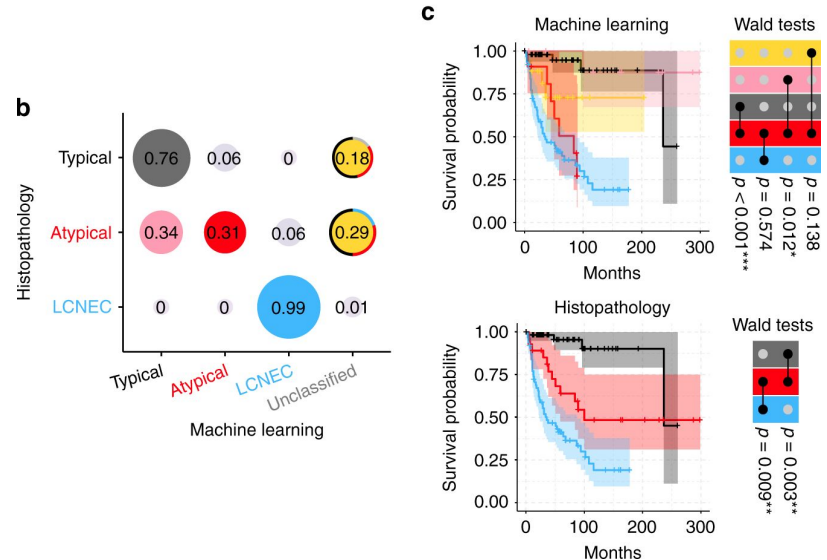 b
Histopathology
Typical
0.76
0.06
0
0.18
Atypical
0.34
0.31
0.06
0.29
LCNEC
0
0
0.99
0.01
Typical
Atypical
LCNEC
Unclassified
Machine learning
c
Machine learning
Survival probability
1.00
0.75
0.50
0.25
0.00
0
100
200
300
Months
Wald tests
p < 0.001***
p = 0.574
p = 0.012*
p = 0.138
Histopathology
Survival probability
1.00
0.75
0.50
0.25
0.00
0
100
200
300
Months
Wald tests
p = 0.009**
p = 0.003**